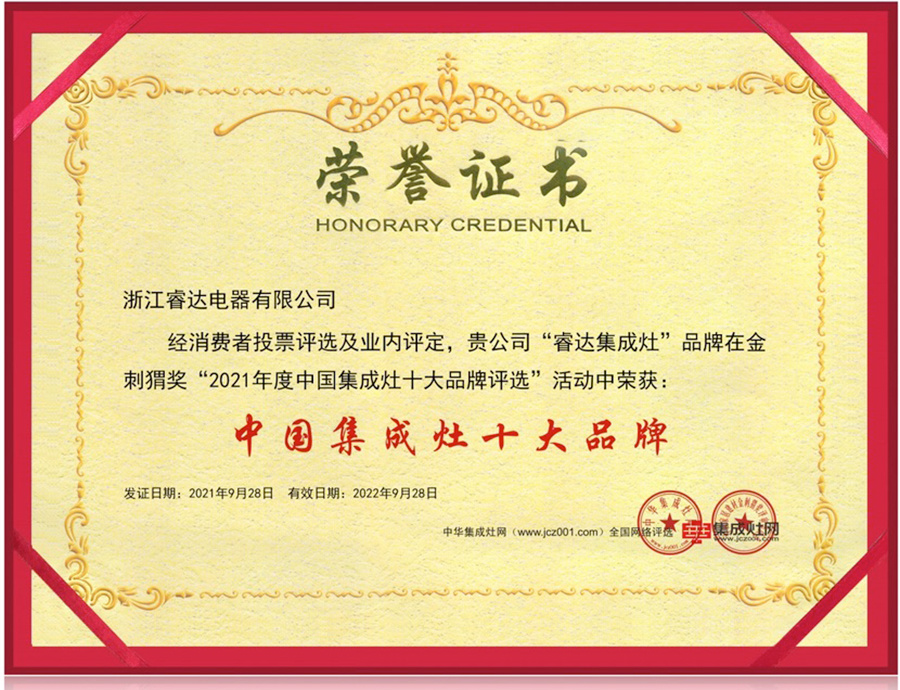 荣誉证书
HONORARY CREDENTIAL
浙江睿达电器有限公司
经消费者投票评选及业内评定，贵公司“睿达集成灶”品牌在金
刺猬奖“2021年度中国集成灶十大品牌评选”活动中荣获：
中国集成灶十大品牌
发证日期：2021年9月28日 有效日期：2022年9月28日
中华集成灶网（www.jcz001.com）全国网络评选
集成灶网
www.jcz001.com